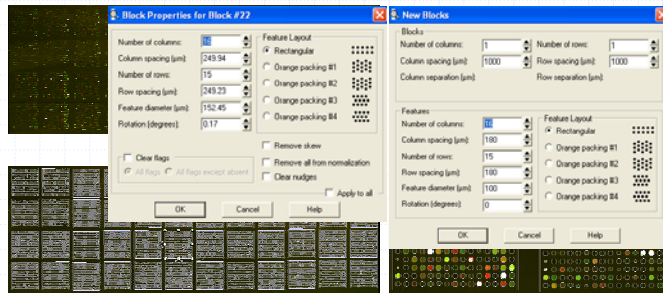 Block Properties for Block #22
Number of columns: 16
Column spacing (µm): 249.94
Number of rows: 15
Row spacing (µm): 249.23
Feature diameter (µm): 152.45
Rotation (degrees): 0.17
Feature Layout
Rectangular
Orange packing #1
Orange packing #2
Orange packing #3
Orange packing #4
Clear flags
All flags
All flags except absent
Remove skew
Remove all from normalization
Clear nudges
Apply to all
OK
Cancel
Help
New Blocks
Blocks
Number of columns: 1
Number of rows: 1
Column spacing (µm): 1000
Row spacing (µm): 1000
Column separation (µm):
Row separation (µm):
Features
Number of columns: 16
Column spacing (µm): 180
Number of rows: 15
Row spacing (µm): 180
Feature diameter (µm): 100
Rotation (degrees): 0
Feature Layout
Rectangular
Orange packing #1
Orange packing #2
Orange packing #3
Orange packing #4
OK
Cancel
Help